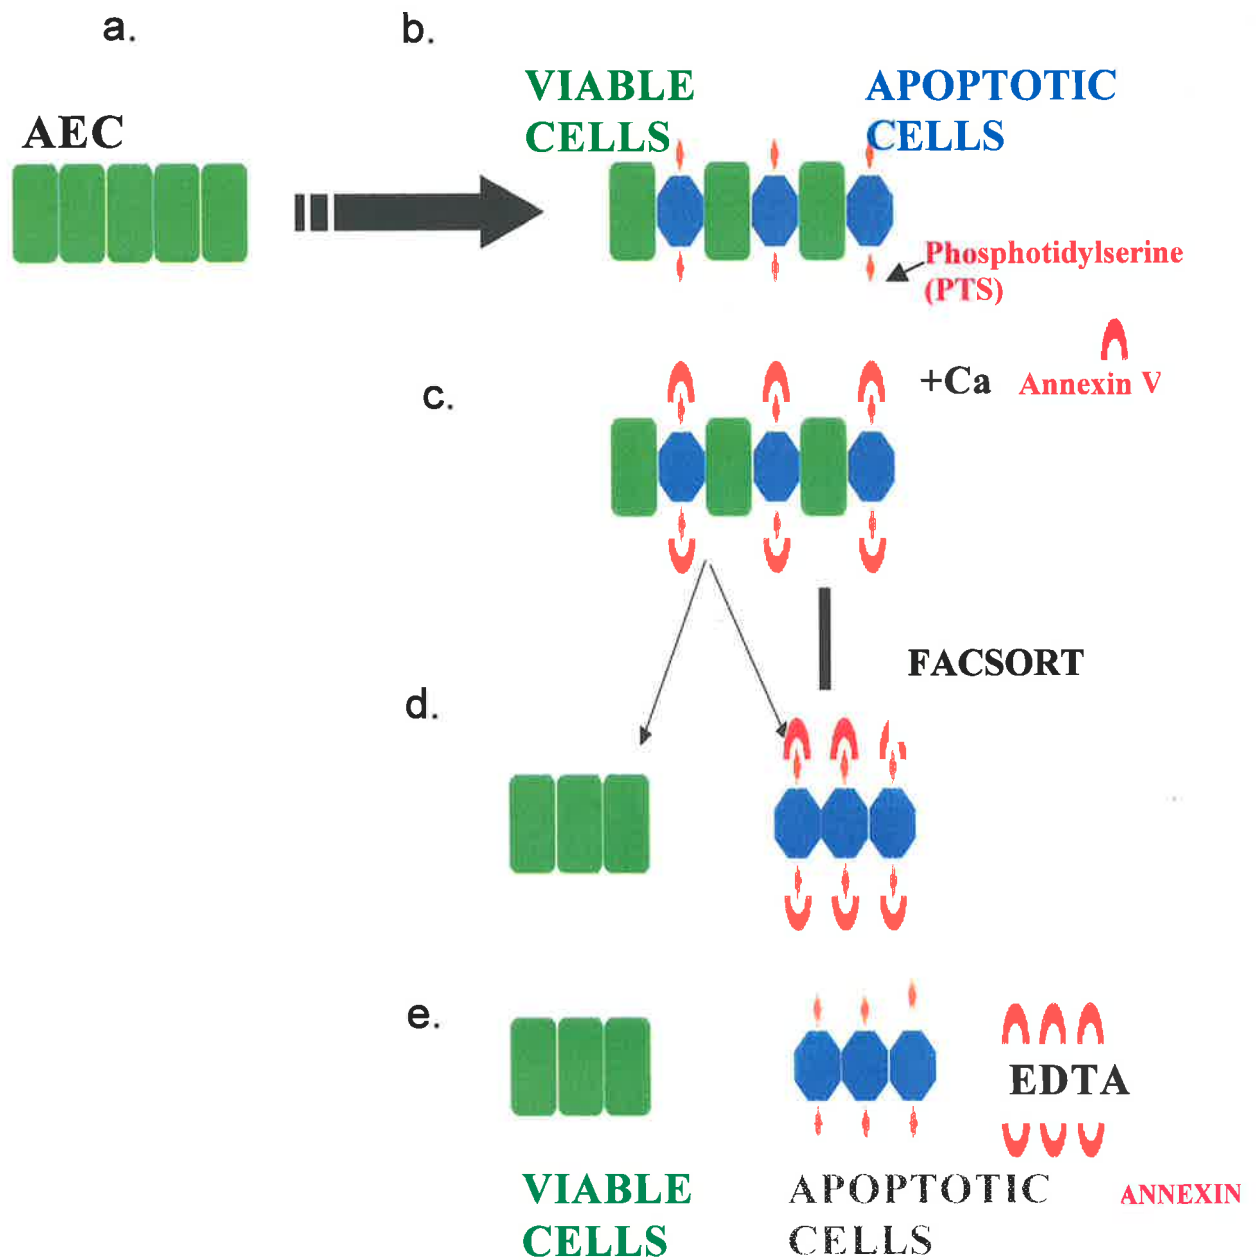 a.
b.
AEC
VIABLE
CELLS
APOPTOTIC
CELLS
Phosphotidylserine
(PTS)
c.
+Ca
Annexin V
FACSORT
d.
e.
EDTA
VIABLE
CELLS
APOPTOTIC
CELLS
ANNEXIN